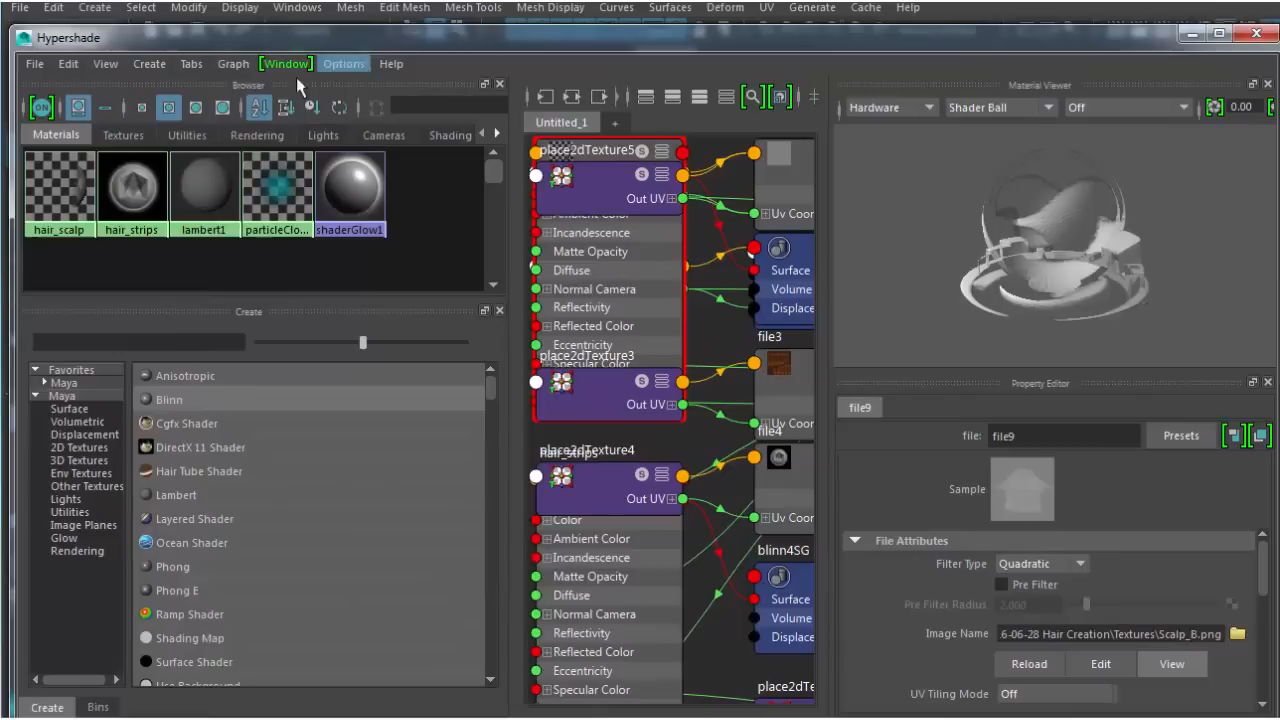 File Edit Create Select Modify Display Windows Mesh Edit Mesh Mesh Tools Mesh Display Curves Surfaces Deform UV Generate Cache Help
Hypershade
File Edit View Create Tabs Graph [Window] Options Help
Browser
ON
Materials Textures Utilities Rendering Lights Cameras Shading
hair_scalp hair_strips lambert1 particleClo... shaderGlow1
Create
Favorites
Maya
Maya
Surface
Volumetric
Displacement
2D Textures
3D Textures
Env Textures
Other Textures
Lights
Utilities
Image Planes
Glow
Rendering
Anisotropic
Blinn
Cgfx Shader
DirectX 11 Shader
Hair Tube Shader
Lambert
Layered Shader
Ocean Shader
Phong
Phong E
Ramp Shader
Shading Map
Surface Shader
Use Background
Create Bins
Untitled_1 +
place2dTexture5
Out UV
Ambient Color
Incandescence
Matte Opacity
Diffuse
Normal Camera
Reflectivity
Reflected Color
Eccentricity
Specular Color
place2dTexture3
Out UV
place2dTexture4
hair_strips
Out UV
Color
Ambient Color
Incandescence
Matte Opacity
Diffuse
Normal Camera
Reflectivity
Reflected Color
Eccentricity
Specular Color
Uv Coor
Surface
Volume
Displace
file3
Uv Coor
file4
Uv Coor
blinn4SG
Surface
Volume
Displace
place2dTe
Material Viewer
Hardware Shader Ball Off 0.00
Property Editor
file9
file: file9 Presets
Sample
File Attributes
Filter Type Quadratic
Pre Filter
Pre Filter Radius 2.000
Image Name 6-06-28 Hair Creation\Textures\Scalp_B.png
Reload Edit View
UV Tiling Mode Off